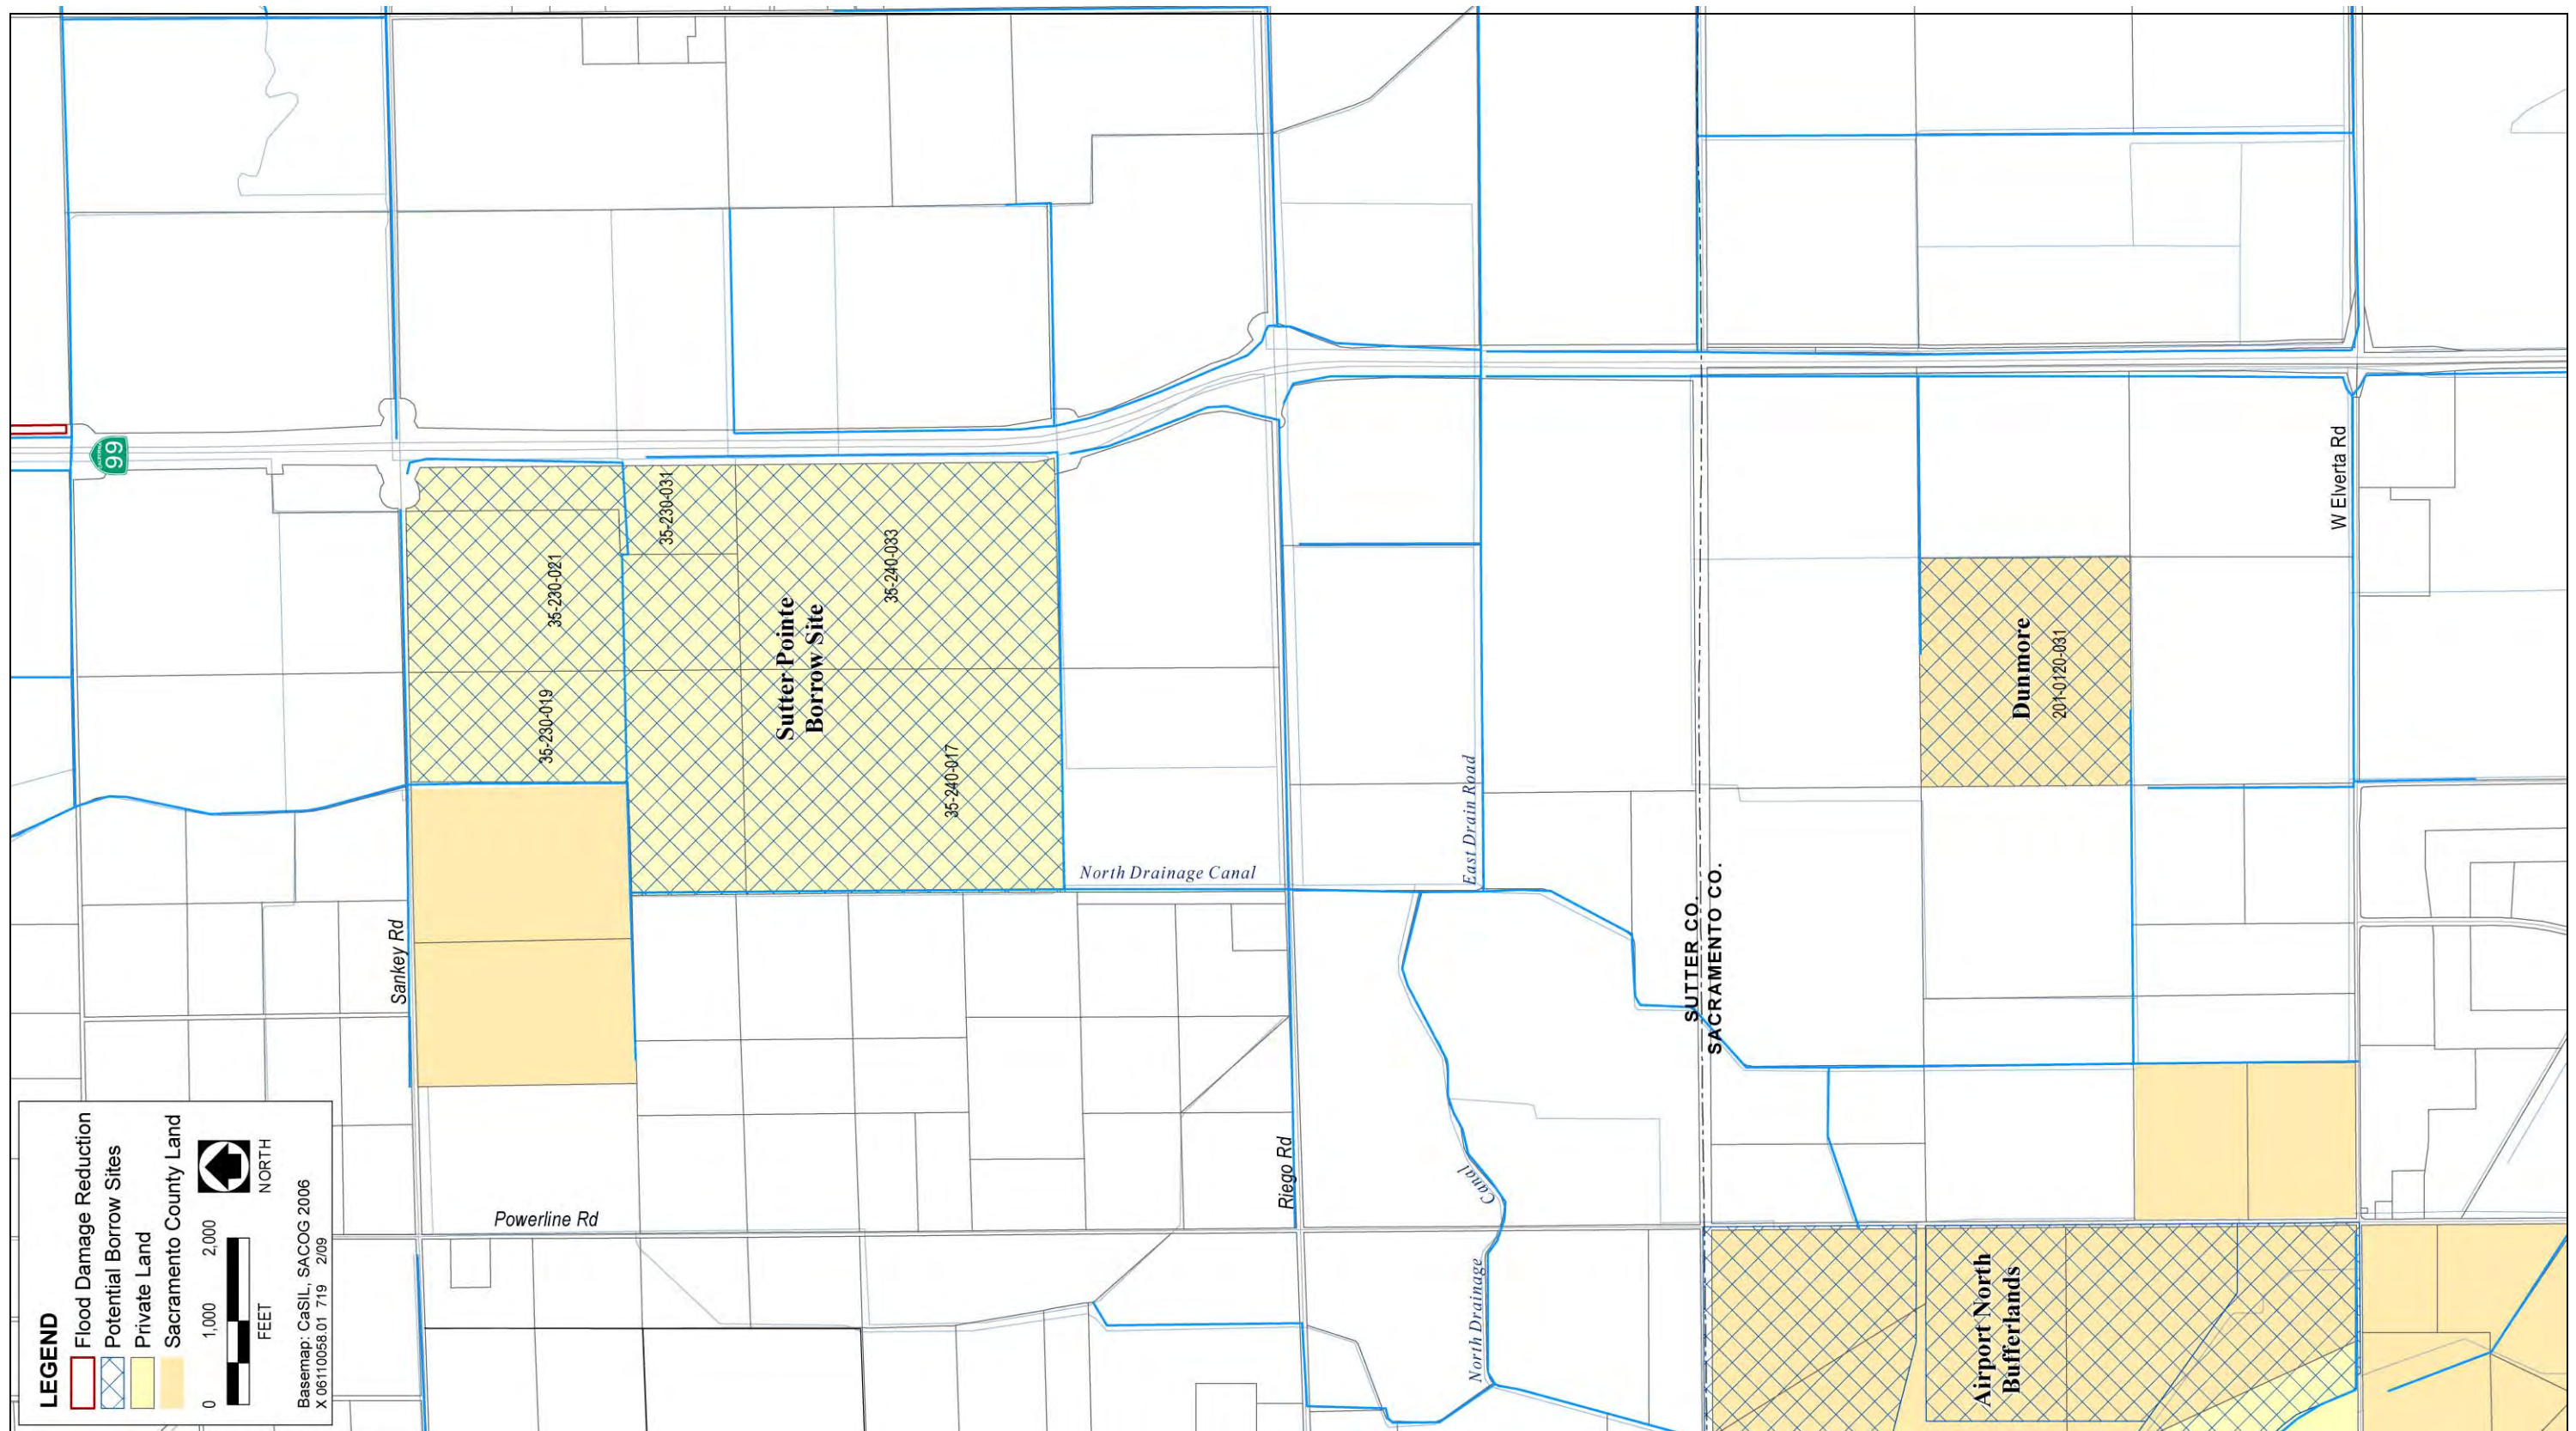 99
35-230-031
35-230-021
35-240-033
35-230-019
Sutter Pointe
Borrow Site
35-240-017
W Elverta Rd
Dunmore
201-0120-031
East Drain Road
North Drainage Canal
Sankey Rd
SUTTER CO.
SACRAMENTO CO.
Riego Rd
Powerline Rd
Canal
North Drainage
Airport North
Bufferlands
LEGEND
Flood Damage Reduction
Potential Borrow Sites
Private Land
Sacramento County Land
NORTH
0 1,000 2,000
FEET
Basemap: CaSIL, SACOG 2006
X 06110058.01 719 2/09